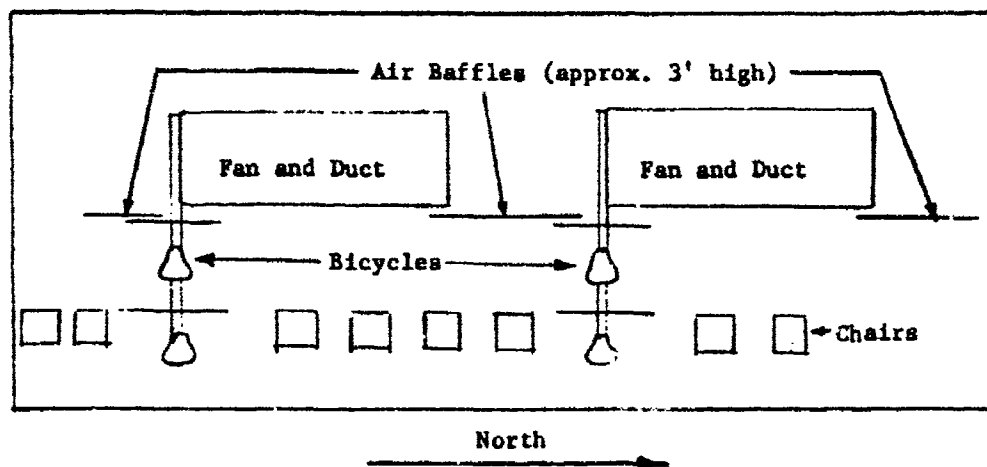 Air Baffles (approx. 3' high)
Fan and Duct
Fan and Duct
Bicycles
Chairs
North